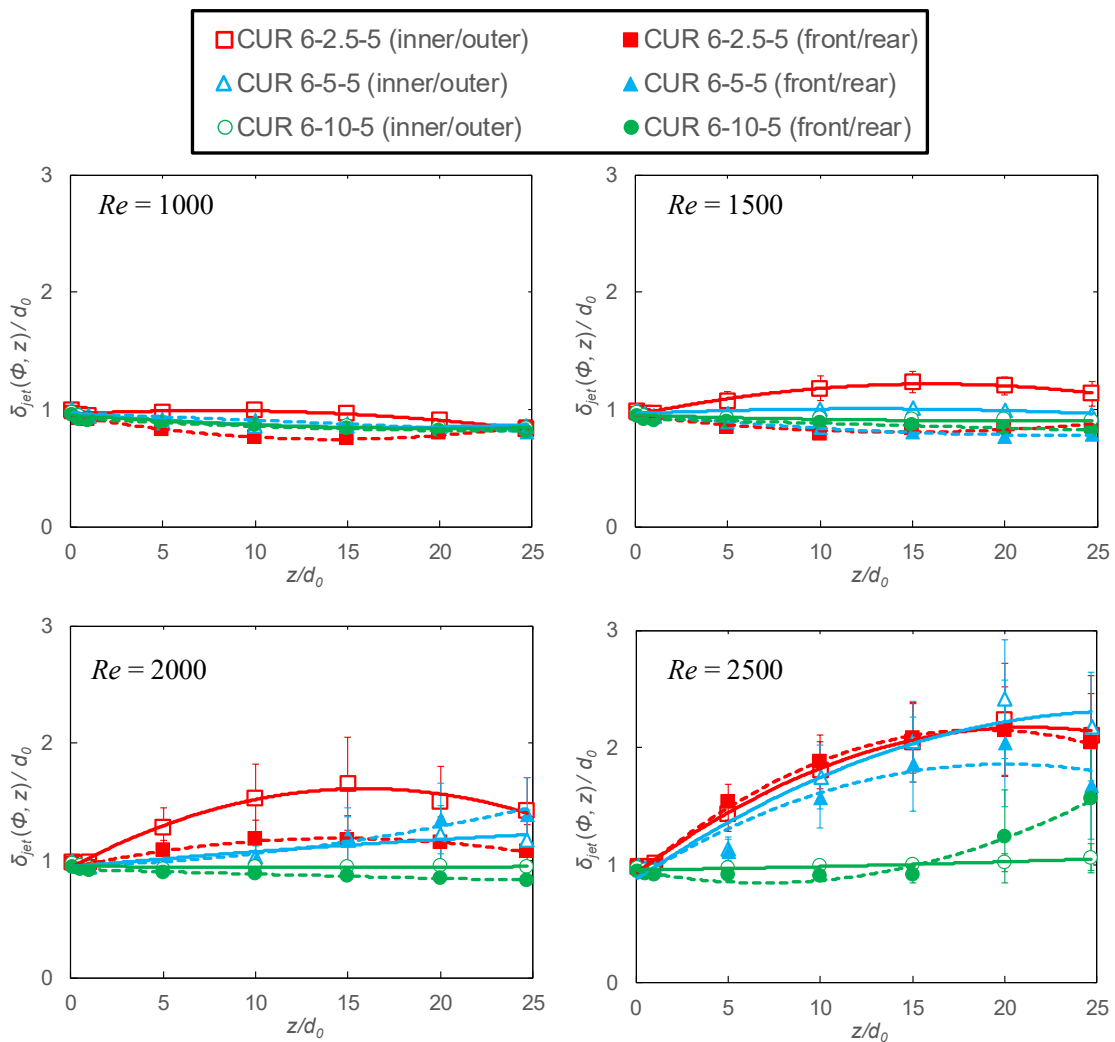 CUR 6-2.5-5 (inner/outer) CUR 6-2.5-5 (front/rear)
CUR 6-5-5 (inner/outer) CUR 6-5-5 (front/rear)
CUR 6-10-5 (inner/outer) CUR 6-10-5 (front/rear)
Re = 1000
3
2
1
0
δjet(Φ, z) / d0
0 5 10 15 20 25
z/d0
Re = 1500
3
2
1
0
δjet(Φ, z) / d0
0 5 10 15 20 25
z/d0
Re = 2000
3
2
1
0
δjet(Φ, z) / d0
0 5 10 15 20 25
z/d0
Re = 2500
3
2
1
0
δjet(Φ, z) / d0
0 5 10 15 20 25
z/d0